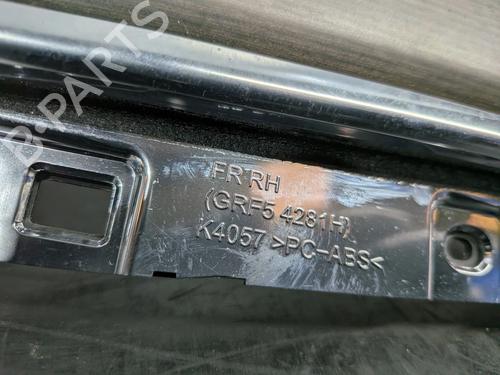 B-PARTS
FR RH
(GRF5 4281H)
K4057 >PC-ABS<